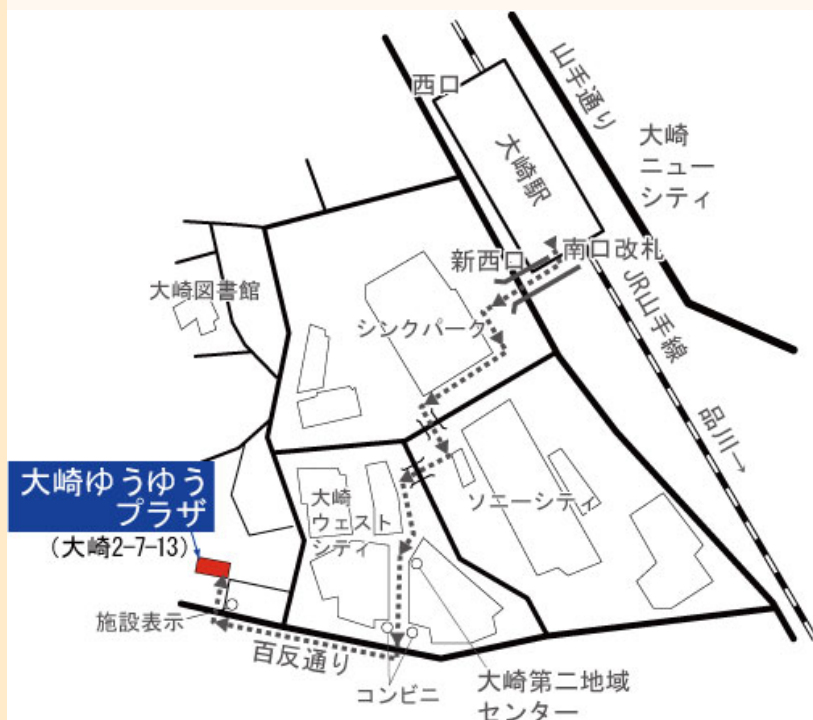 西口
山手通り
大崎
ニュー
シティ
大崎駅
新西口
南口改札
大崎図書館
シンクパーク
JR山手線
品川→
大崎ゆうゆう
プラザ
(大崎2-7-13)
大崎
ウェスト
シティ
ソニーシティ
施設表示
百反通り
コンビニ
大崎第二地域
センター